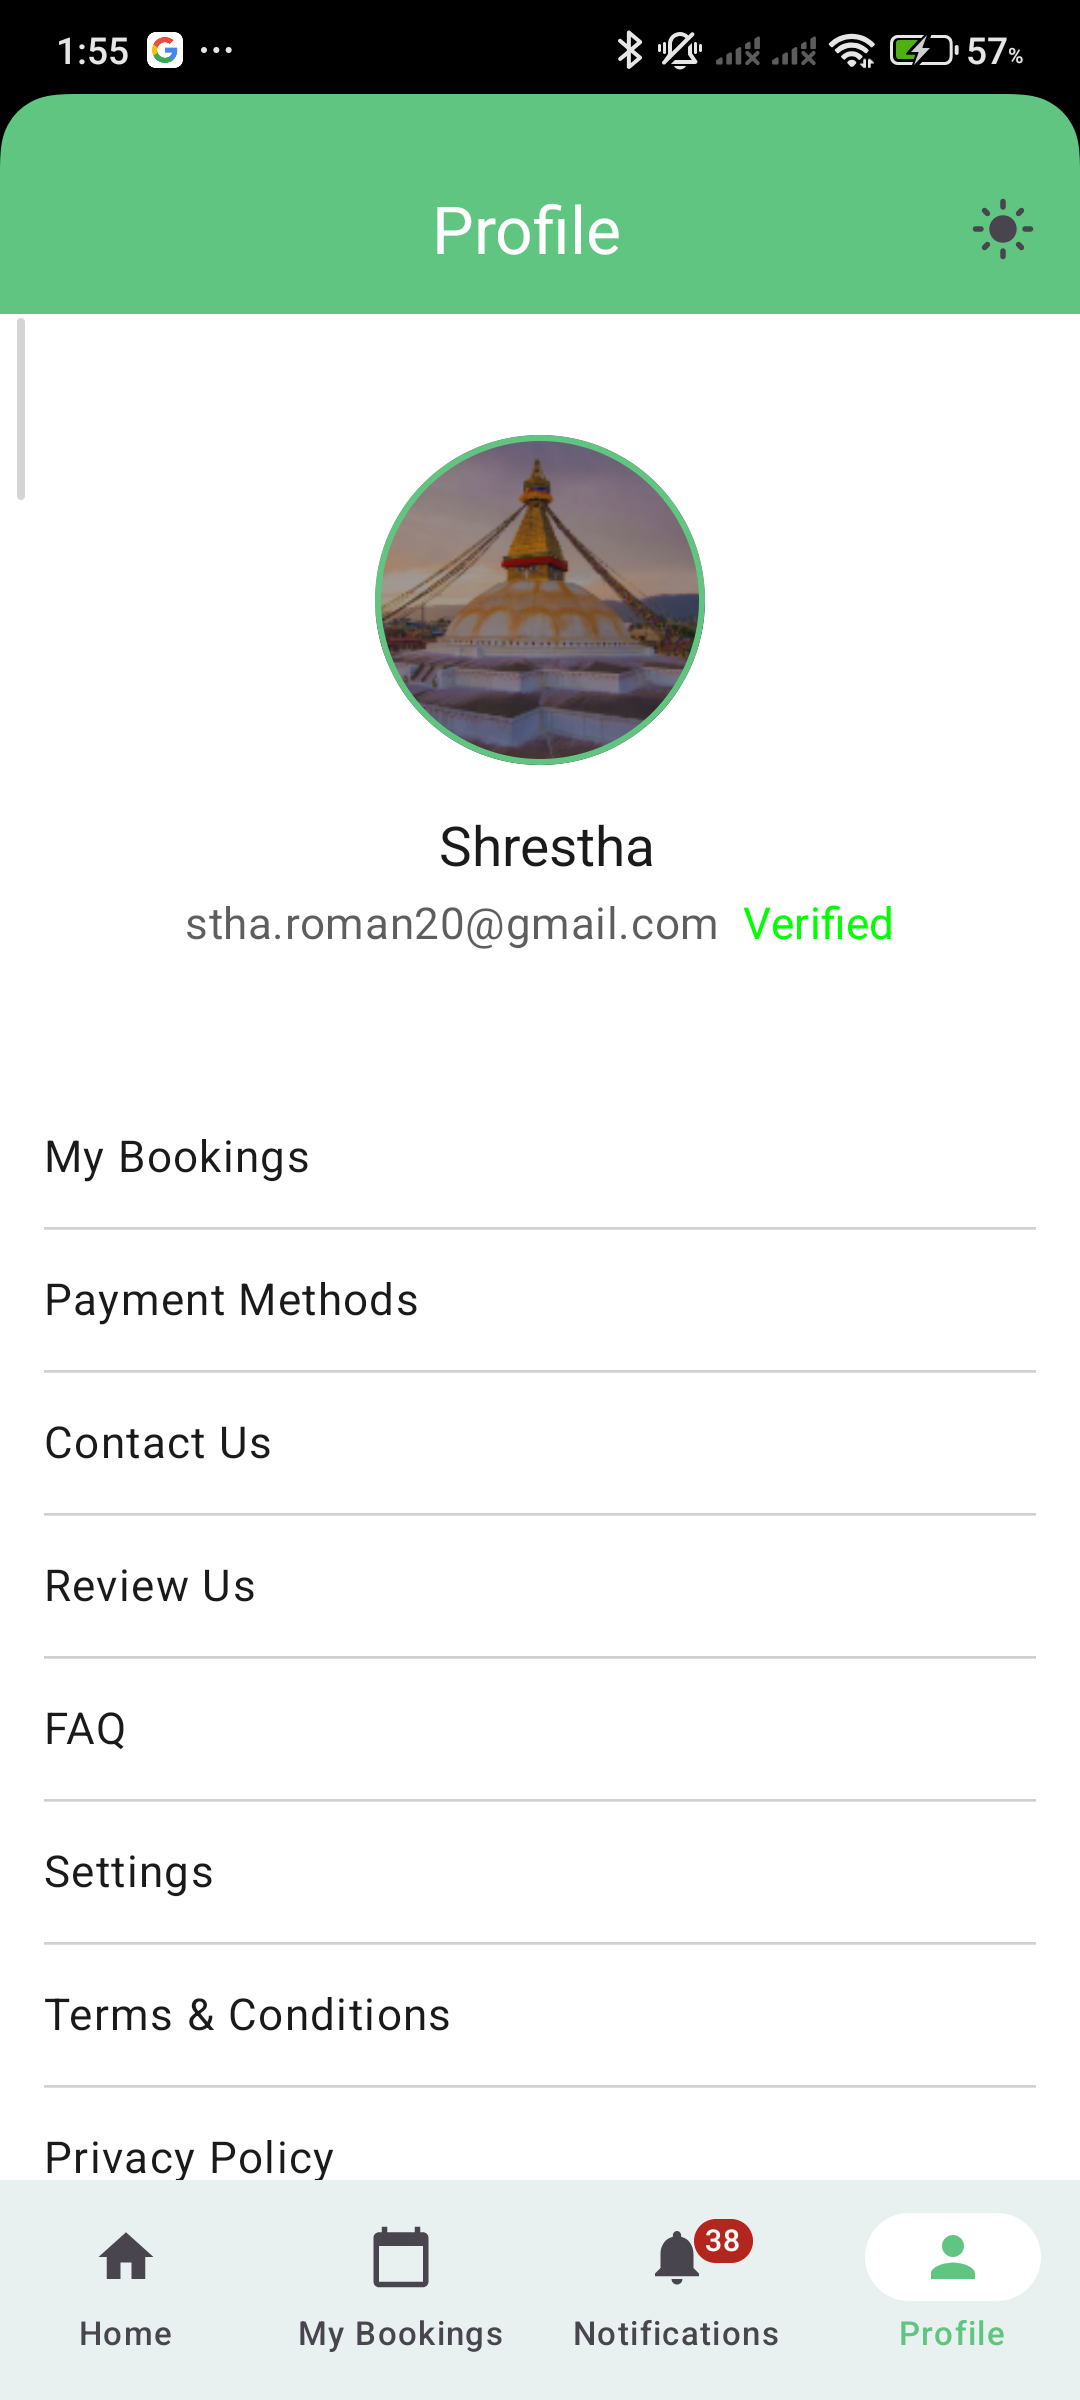 1:55 57%
Profile
Shrestha
stha.roman20@gmail.com Verified
My Bookings
Payment Methods
Contact Us
Review Us
FAQ
Settings
Terms & Conditions
Privacy Policy
38
Home My Bookings Notifications Profile